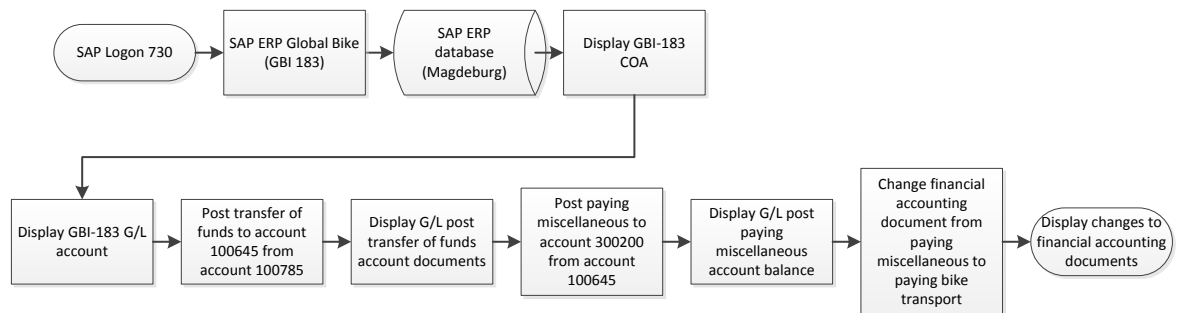 SAP Logon 730
SAP ERP Global Bike
(GBI 183)
SAP ERP
database
(Magdeburg)
Display GBI-183
COA
Display GBI-183 G/L
account
Post transfer of
funds to account
100645 from
account 100785
Display G/L post
transfer of funds
account documents
Post paying
miscellaneous to
account 300200
from account
100645
Display G/L post
paying
miscellaneous
account balance
Change financial
accounting
document from
paying
miscellaneous to
paying bike
transport
Display changes to
financial accounting
documents